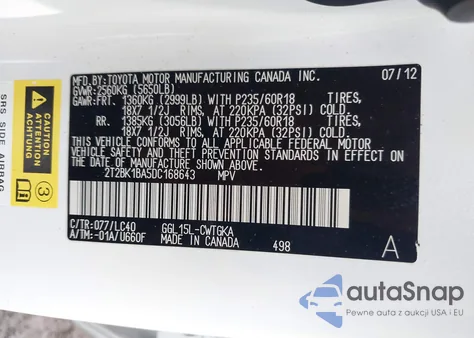 MFD.BY:TOYOTA MOTOR MANUFACTURING CANADA INC. 07/12
GVWR: 2560KG (5650LB)
GAWR:FRT. 1360KG (2999LB) WITH P235/60R18 TIRES,
18X7 1/2J RIMS, AT 220KPA (32PSI) COLD
RR. 1385KG (3056LB) WITH P235/60R18 TIRES,
18X7 1/2J RIMS, AT 220KPA (32PSI) COLD
THIS VEHICLE CONFORMS TO ALL APPLICABLE FEDERAL MOTOR
VEHICLE SAFETY AND THEFT PREVENTION STANDARDS IN
EFFECT ON THE DATE OF MANUFACTURE SHOWN ABOVE.
2T2BK1BA5DC168643 MPV
C/TR:077/LC40 GGL15L-CWTGKA
A/TM:-01A/U660F MADE IN CANADA 498 A
CAUTION
ACHTUNG
ATTENTION
3
SRS SIDE AIRBAG
autoSnap
Pewne auta z aukcji USA i EU